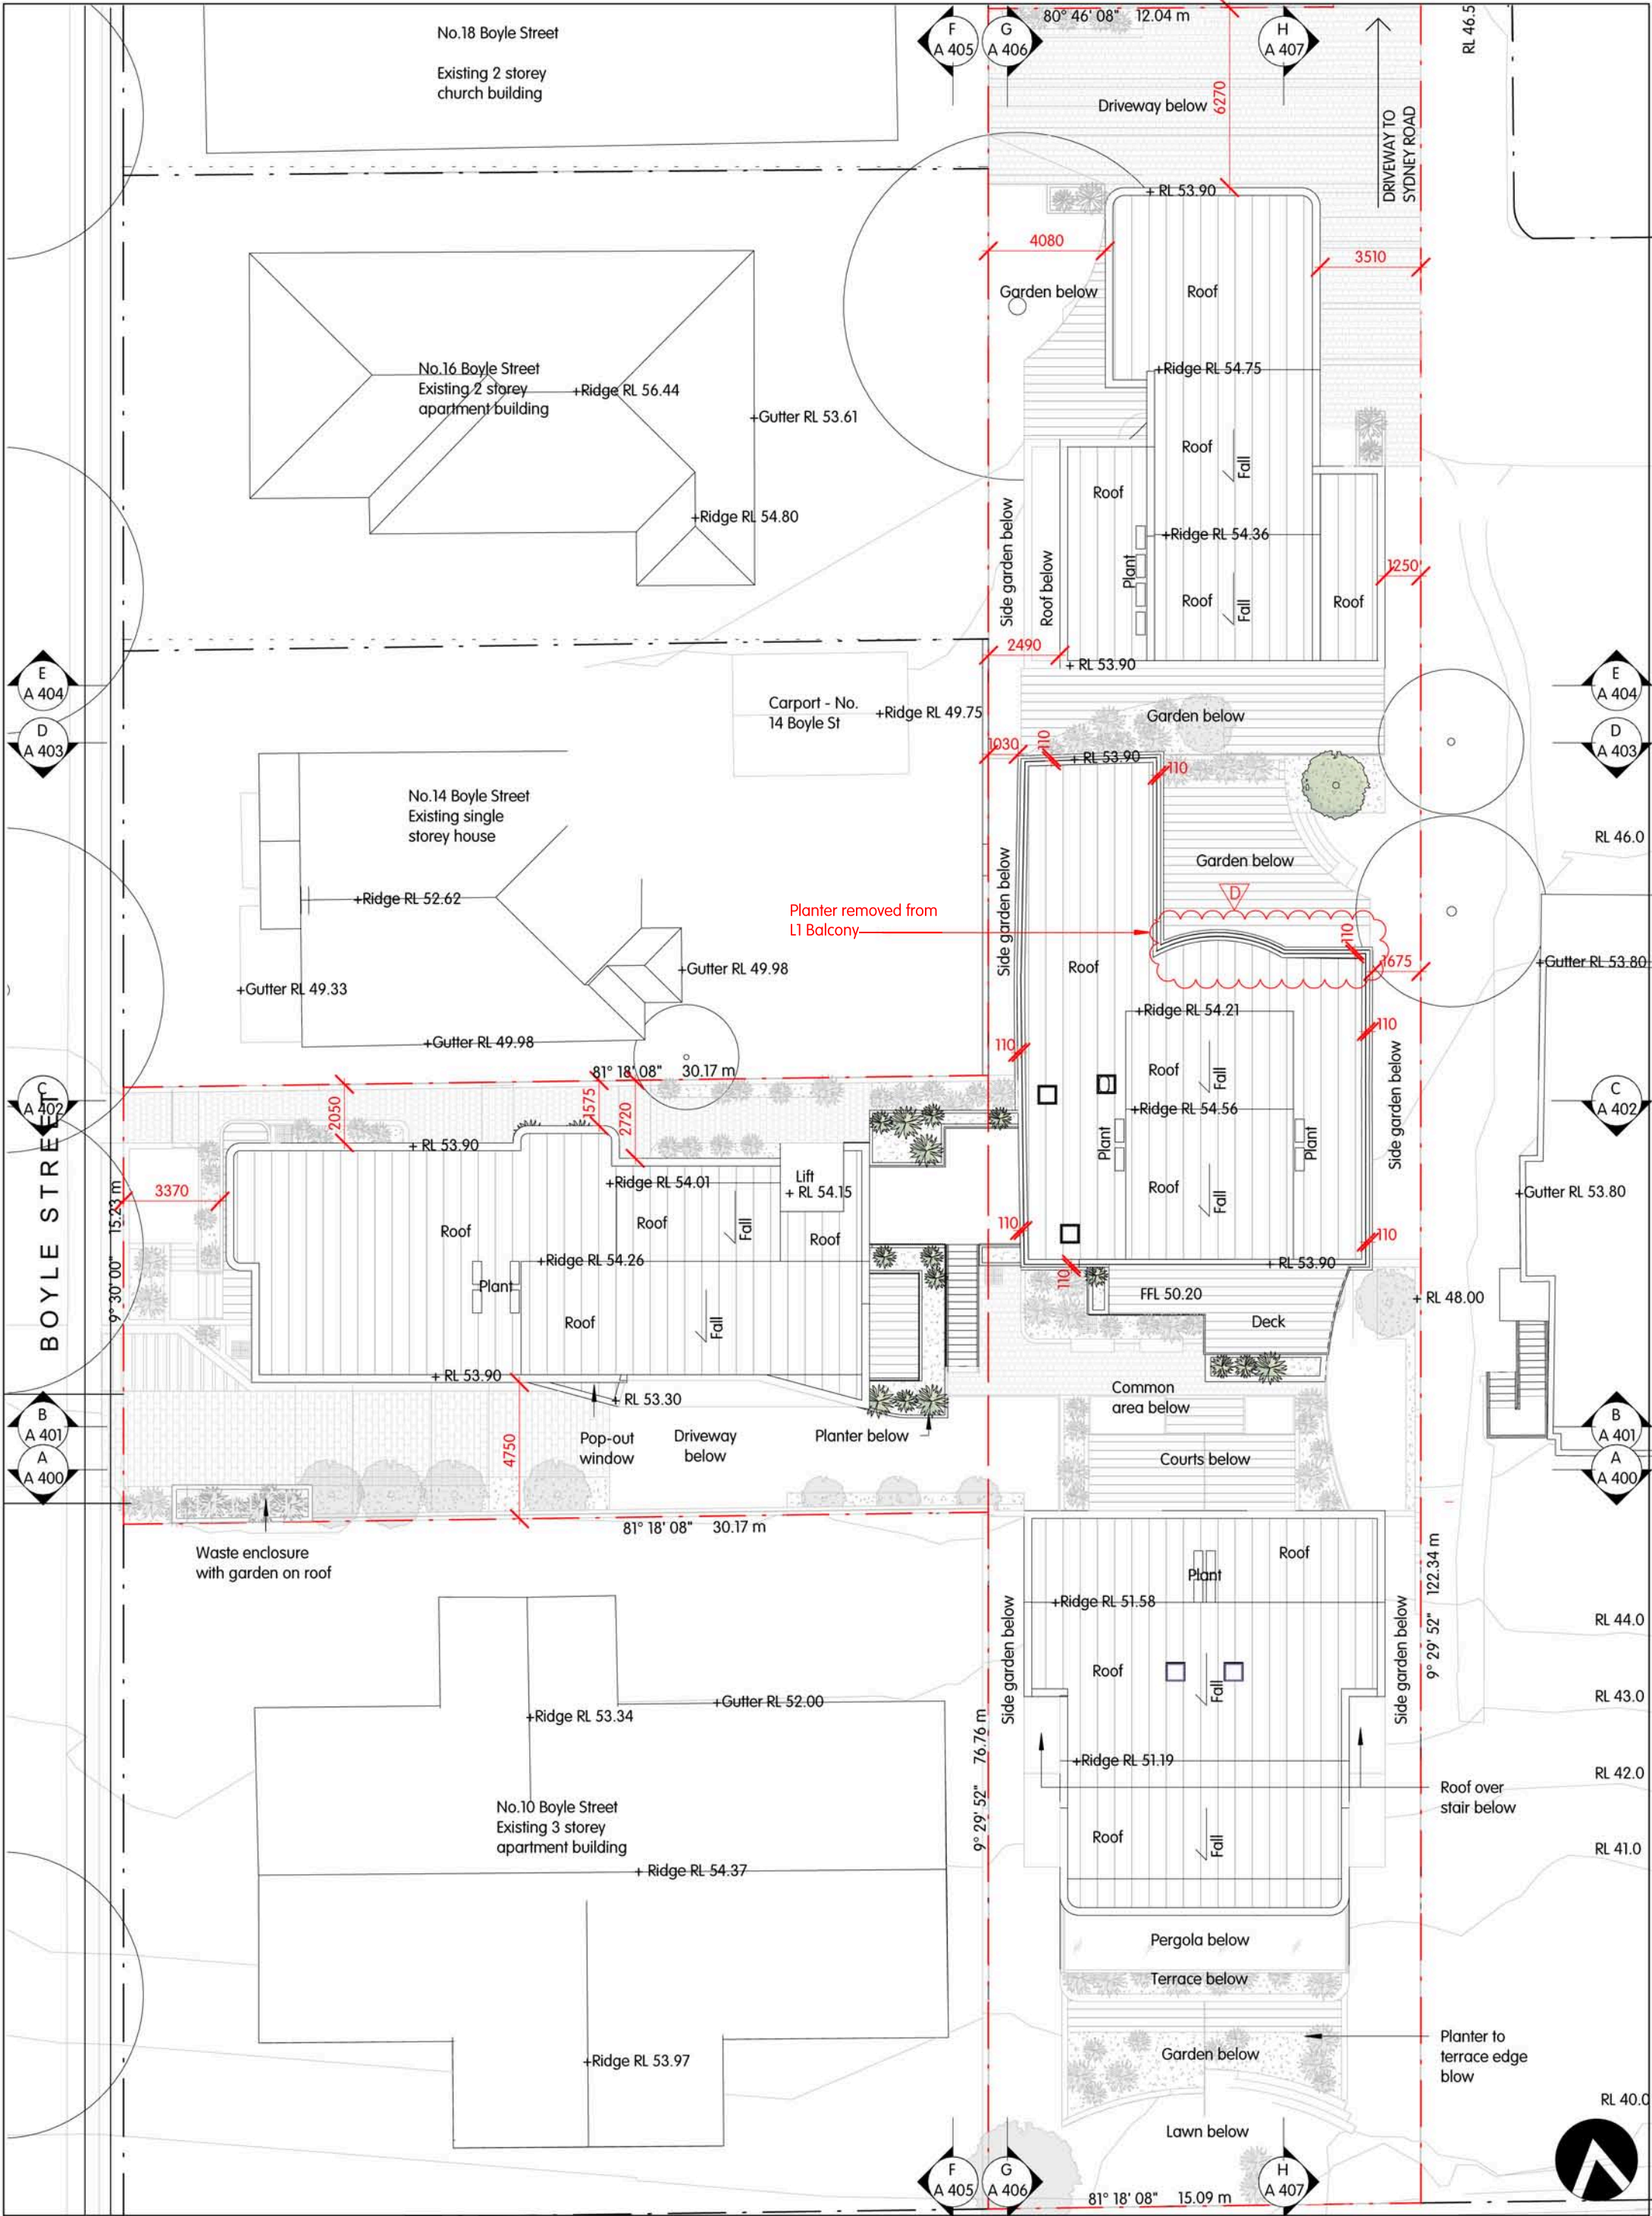 No.18 Boyle Street
Existing 2 storey
church building
F
A 405
G
A 406
80° 46' 08"    12.04 m
H
A 407
DRIVEWAY TO
SYDNEY ROAD
RL 46.5
Driveway below
6270
+ RL 53.90
4080
3510
Garden below
Roof
No.16 Boyle Street
Existing 2 storey
apartment building
+Ridge RL 56.44
+Gutter RL 53.61
+Ridge RL 54.80
+Ridge RL 54.75
Roof
Fall
Roof
+Ridge RL 54.36
Plant
Roof
Fall
Roof
1250
Side garden below
Roof below
2490
+ RL 53.90
E
A 404
D
A 403
E
A 404
D
A 403
Carport - No.
14 Boyle St
+Ridge RL 49.75
Garden below
1030
110
+ RL 53.90
110
No.14 Boyle Street
Existing single
storey house
RL 46.0
Garden below
D
+Ridge RL 52.62
Planter removed from
L1 Balcony
Side garden below
110
1675
+Gutter RL 53.80
Roof
+Gutter RL 49.98
+Gutter RL 49.33
+Ridge RL 54.21
110
+Gutter RL 49.98
110
81° 18' 08"    30.17 m
Roof
Fall
Side garden below
C
A 402
C
A 402
2050
1575
2720
+Ridge RL 54.56
Plant
Plant
+ RL 53.90
Lift
+ RL 54.15
+Ridge RL 54.01
3370
Roof
Fall
+Gutter RL 53.80
BOYLE STREET
9° 30' 00"    15.23 m
Roof
Roof
Fall
Roof
110
110
+Ridge RL 54.26
+ RL 53.90
Plant
110
FFL 50.20
+ RL 48.00
Roof
Fall
Deck
+ RL 53.90
+ RL 53.30
Common
area below
B
A 401
A
A 400
B
A 401
A
A 400
4750
Pop-out
window
Driveway
below
Planter below
Courts below
81° 18' 08"    30.17 m
Waste enclosure
with garden on roof
Roof
Plant
9° 29' 52"    122.34 m
+Ridge RL 51.58
Side garden below
Side garden below
RL 44.0
Roof
Fall
RL 43.0
+Gutter RL 52.00
+Ridge RL 53.34
9° 29' 52"    76.76 m
+Ridge RL 51.19
RL 42.0
Roof over
stair below
No.10 Boyle Street
Existing 3 storey
apartment building
Roof
Fall
RL 41.0
+ Ridge RL 54.37
Pergola below
Terrace below
Planter to
terrace edge
blow
Garden below
+Ridge RL 53.97
RL 40.0
Lawn below
F
A 405
G
A 406
H
A 407
81° 18' 08"    15.09 m